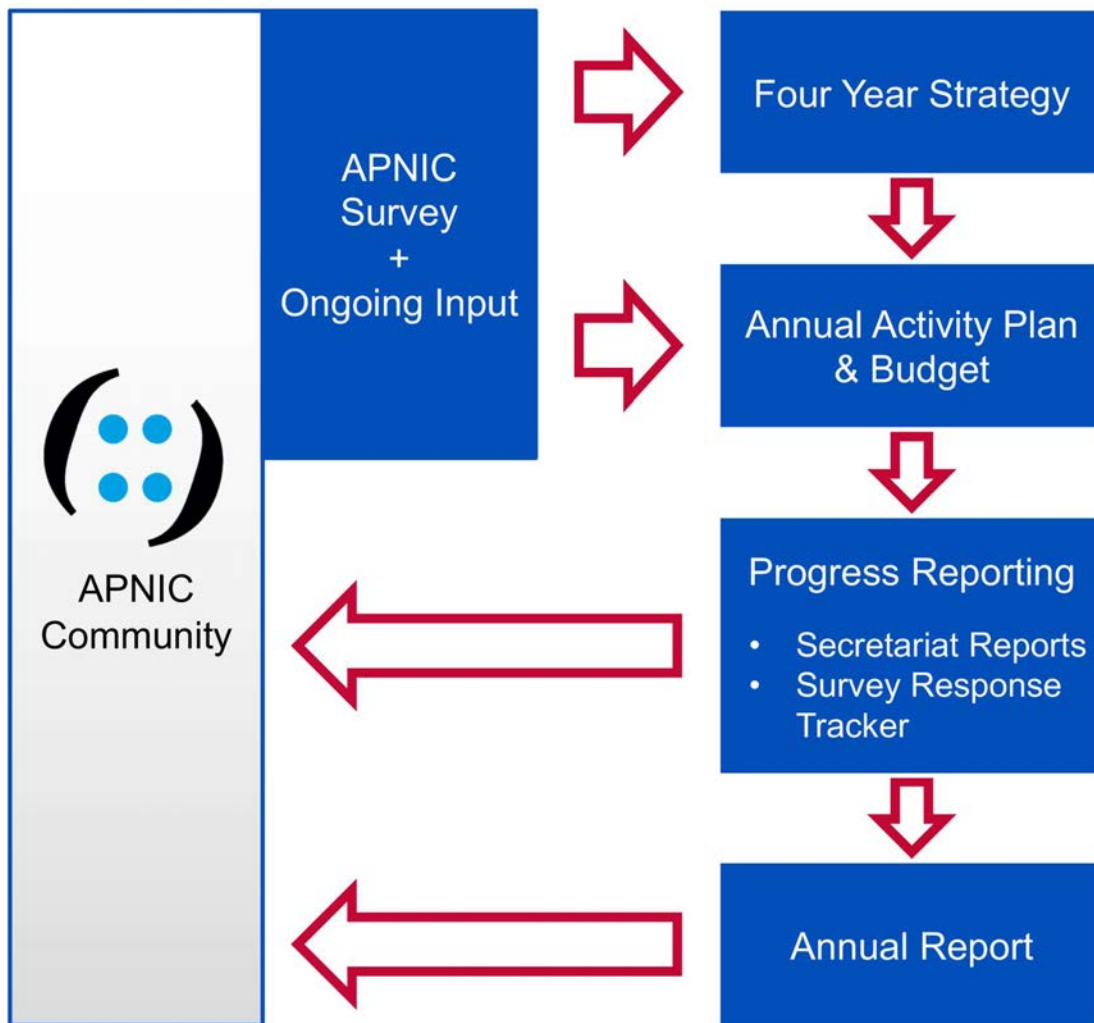 APNIC
Survey
+
Ongoing Input
APNIC
Community
Four Year Strategy
Annual Activity Plan
& Budget
Progress Reporting
• Secretariat Reports
• Survey Response
Tracker
Annual Report